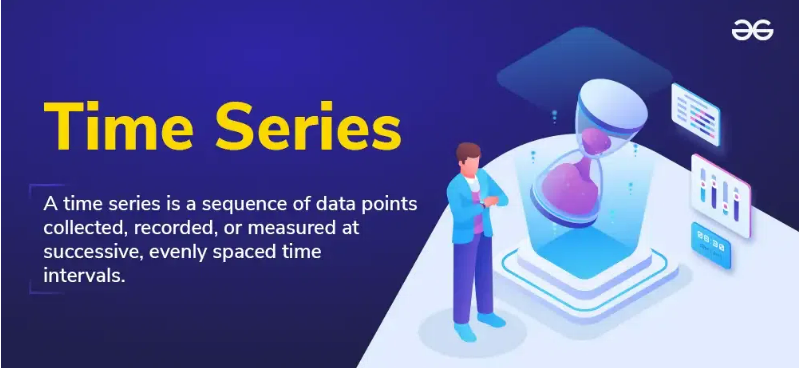 Time Series
A time series is a sequence of data points
collected, recorded, or measured at
successive, evenly spaced time
intervals.